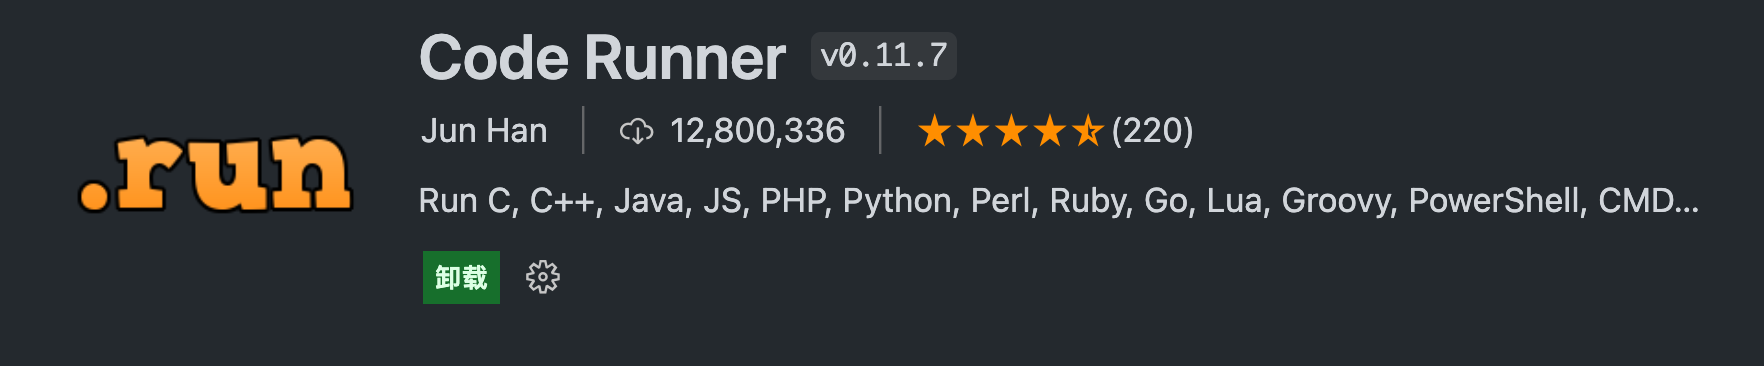 Code Runner v0.11.7
.run
Jun Han 12,800,336 (220)
Run C, C++, Java, JS, PHP, Python, Perl, Ruby, Go, Lua, Groovy, PowerShell, CMD...
卸载